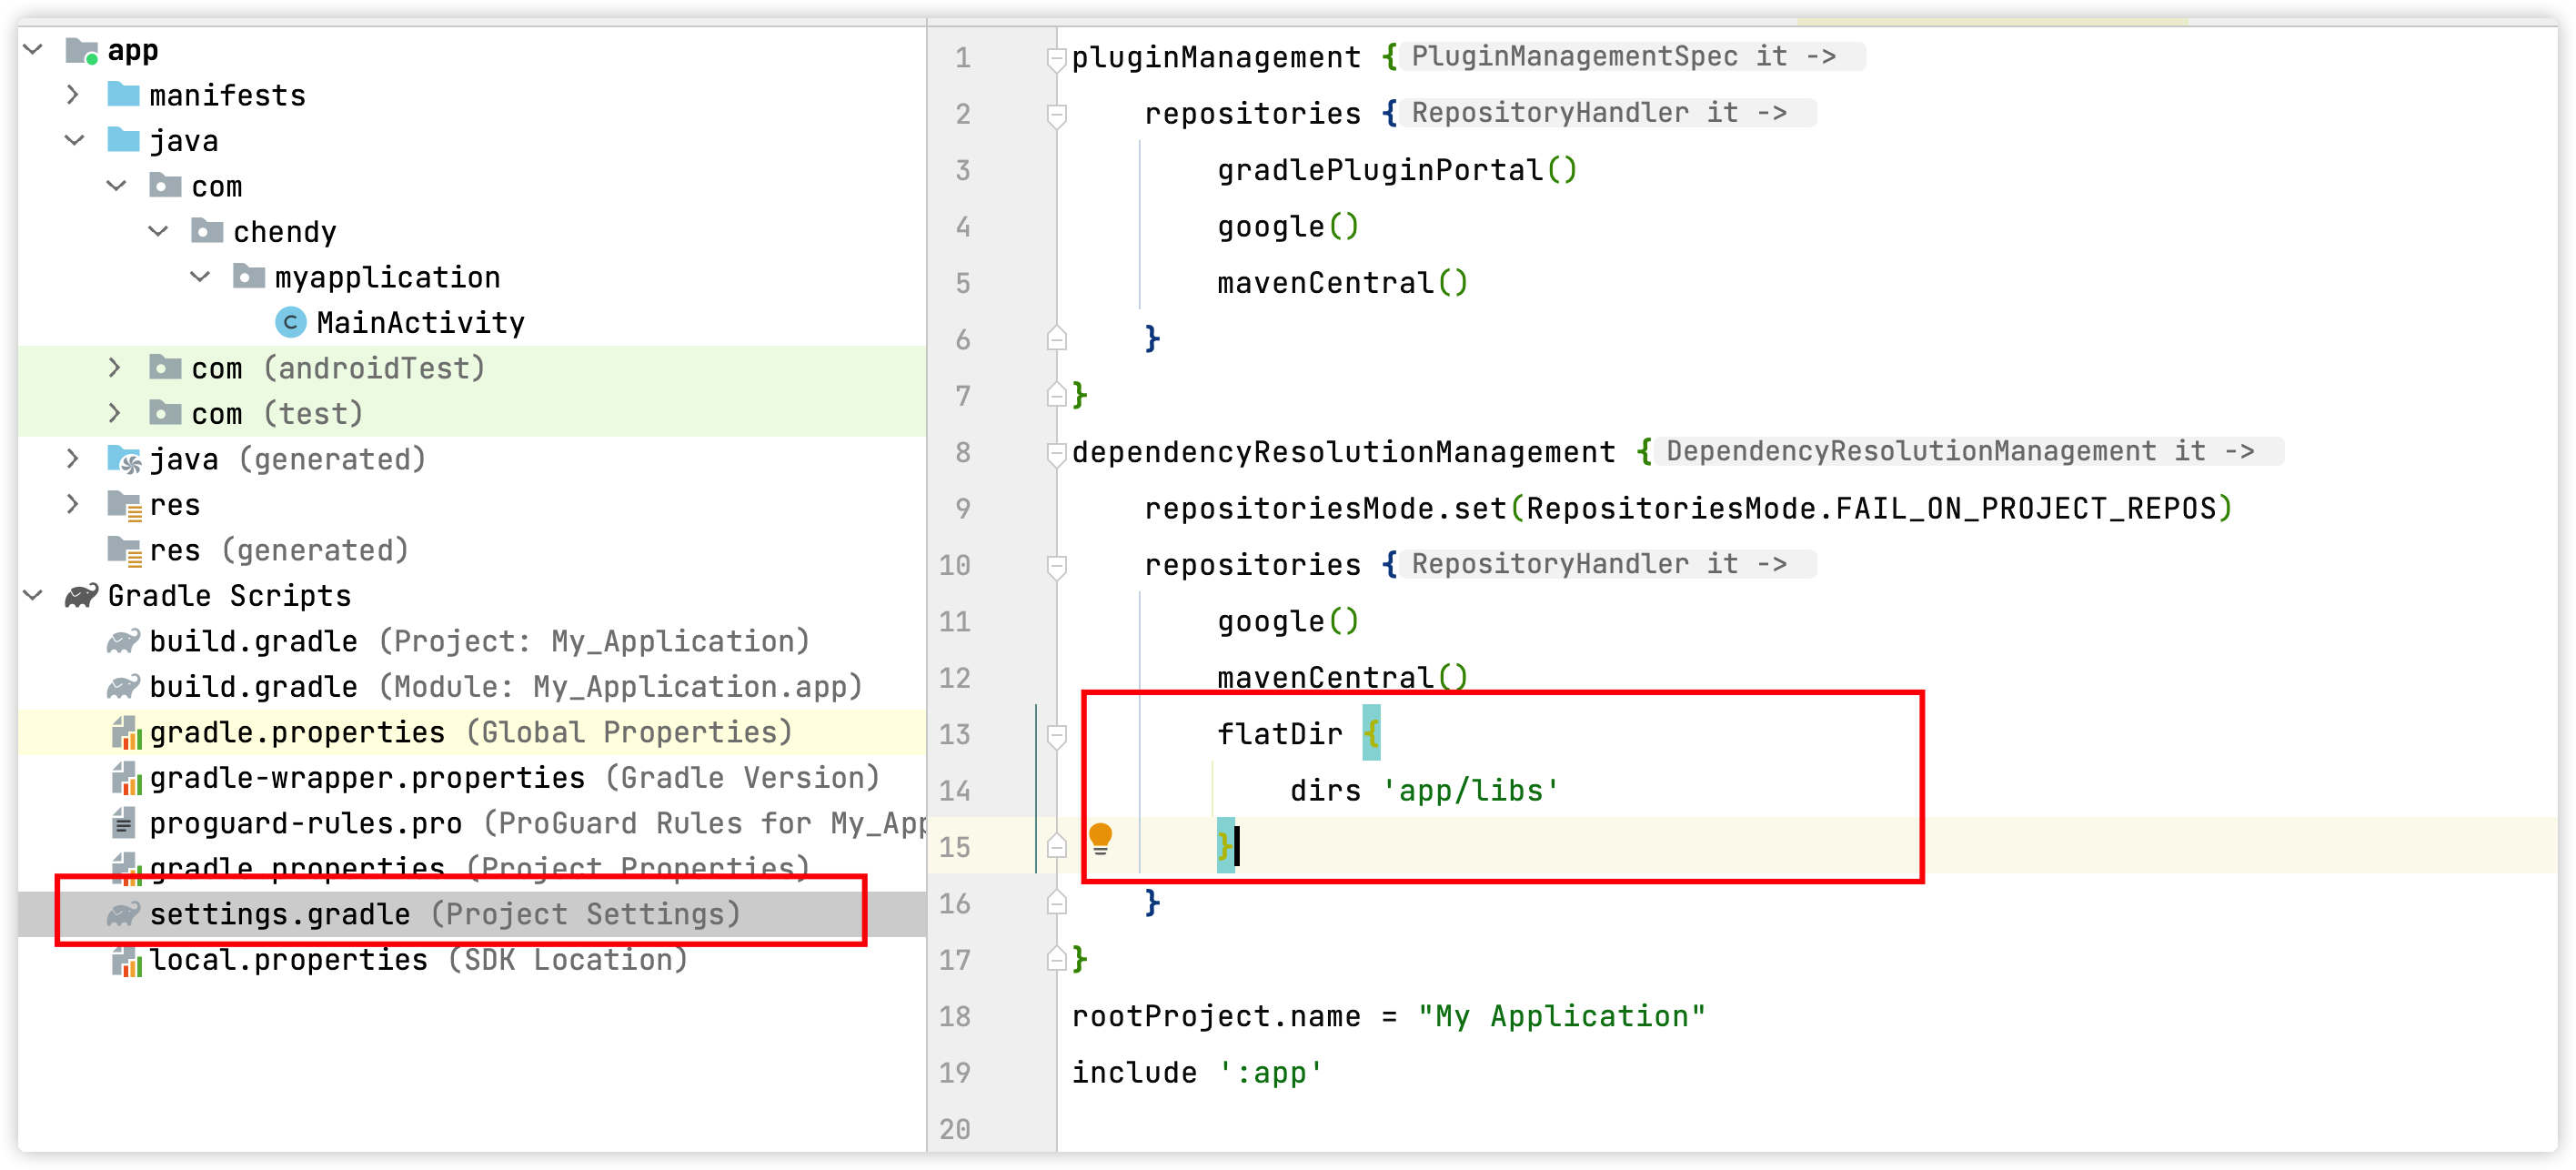 app
manifests
java
com
chendy
myapplication
C MainActivity
com (androidTest)
com (test)
java (generated)
res
res (generated)
Gradle Scripts
build.gradle (Project: My_Application)
build.gradle (Module: My_Application.app)
gradle.properties (Global Properties)
gradle-wrapper.properties (Gradle Version)
proguard-rules.pro (ProGuard Rules for My_App
gradle.properties (Project Properties)
settings.gradle (Project Settings)
local.properties (SDK Location)
1 pluginManagement { PluginManagementSpec it ->
2 repositories { RepositoryHandler it ->
3 gradlePluginPortal()
4 google()
5 mavenCentral()
6 }
7 }
8 dependencyResolutionManagement { DependencyResolutionManagement it ->
9 repositoriesMode.set(RepositoriesMode.FAIL_ON_PROJECT_REPOS)
10 repositories { RepositoryHandler it ->
11 google()
12 mavenCentral()
13 flatDir {
14 dirs 'app/libs'
15 }
16 }
17 }
18 rootProject.name = "My Application"
19 include ':app'
20